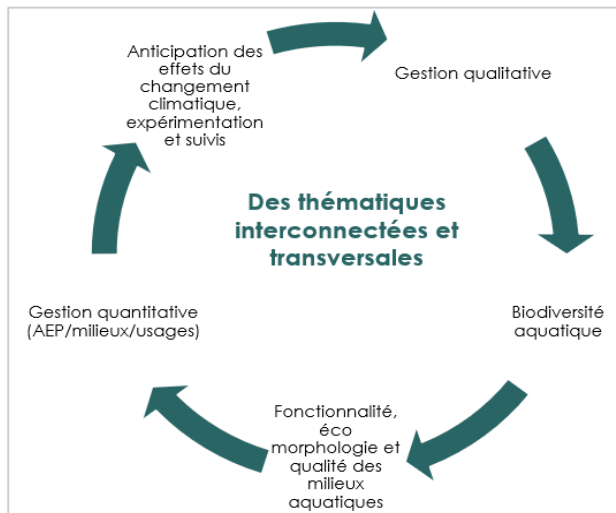 Anticipation des
effets du
changement
climatique,
expérimentation
et suivis
Gestion qualitative
Des thématiques
interconnectées et
transversales
Biodiversité
aquatique
Fonctionnalité,
éco
morphologie et
qualité des
milieux
aquatiques
Gestion quantitative
(AEP/milieux/usages)